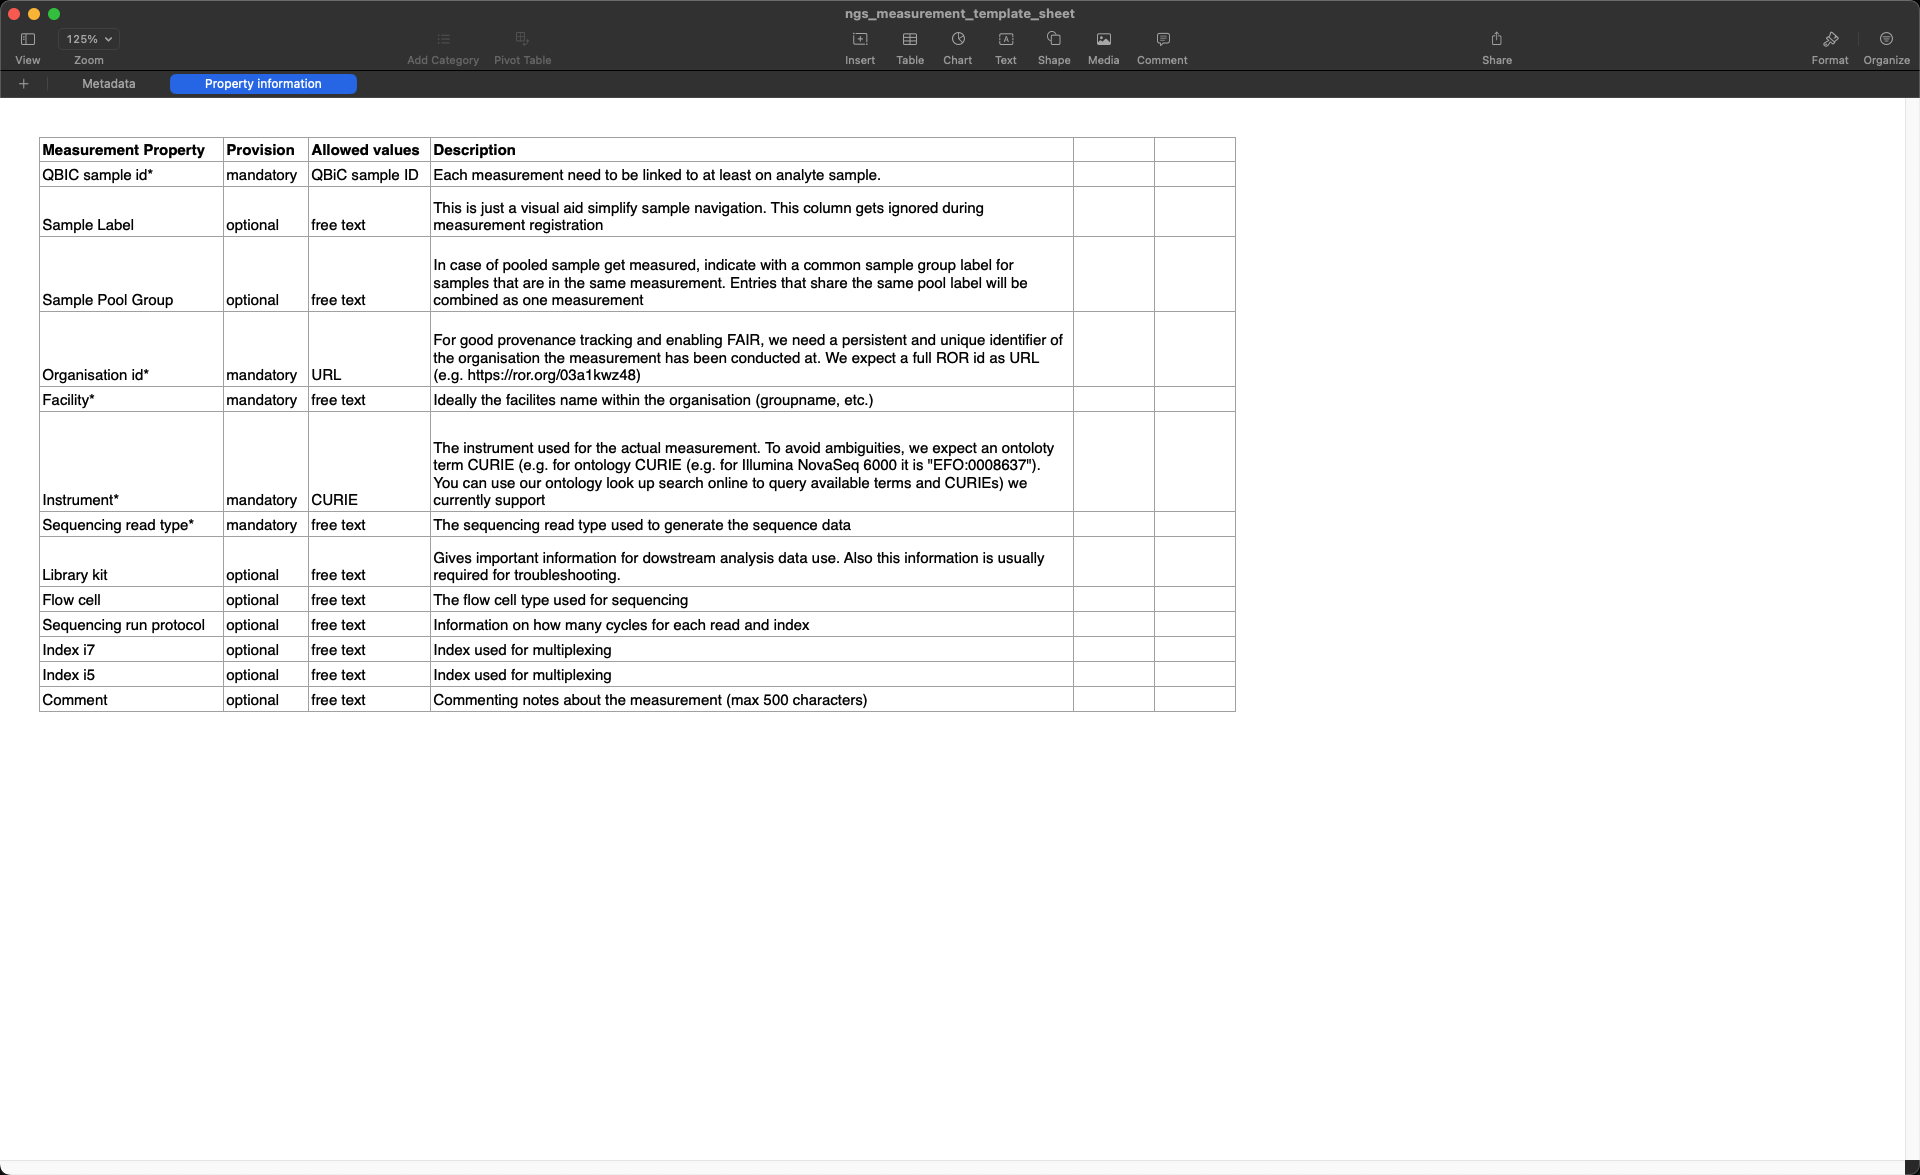 ngs_measurement_template_sheet
125%
View
Zoom
Add Category
Pivot Table
Insert
Table
Chart
Text
Shape
Media
Comment
Share
Format
Organize
Metadata
Property information
Measurement Property Provision Allowed values Description
QBIC sample id* mandatory QBiC sample ID Each measurement need to be linked to at least on analyte sample.
This is just a visual aid simplify sample navigation. This column gets ignored during
Sample Label optional free text measurement registration
In case of pooled sample get measured, indicate with a common sample group label for
samples that are in the same measurement. Entries that share the same pool label will be
Sample Pool Group optional free text combined as one measurement
For good provenance tracking and enabling FAIR, we need a persistent and unique identifier of
the organisation the measurement has been conducted at. We expect a full ROR id as URL
Organisation id* mandatory URL (e.g. https://ror.org/03a1kwz48)
Facility* mandatory free text Ideally the facilites name within the organisation (groupname, etc.)
The instrument used for the actual measurement. To avoid ambiguities, we expect an ontoloty
term CURIE (e.g. for ontology CURIE (e.g. for Illumina NovaSeq 6000 it is "EFO:0008637").
You can use our ontology look up search online to query available terms and CURIEs) we
Instrument* mandatory CURIE currently support
Sequencing read type* mandatory free text The sequencing read type used to generate the sequence data
Gives important information for dowstream analysis data use. Also this information is usually
Library kit optional free text required for troubleshooting.
Flow cell optional free text The flow cell type used for sequencing
Sequencing run protocol optional free text Information on how many cycles for each read and index
Index i7 optional free text Index used for multiplexing
Index i5 optional free text Index used for multiplexing
Comment optional free text Commenting notes about the measurement (max 500 characters)